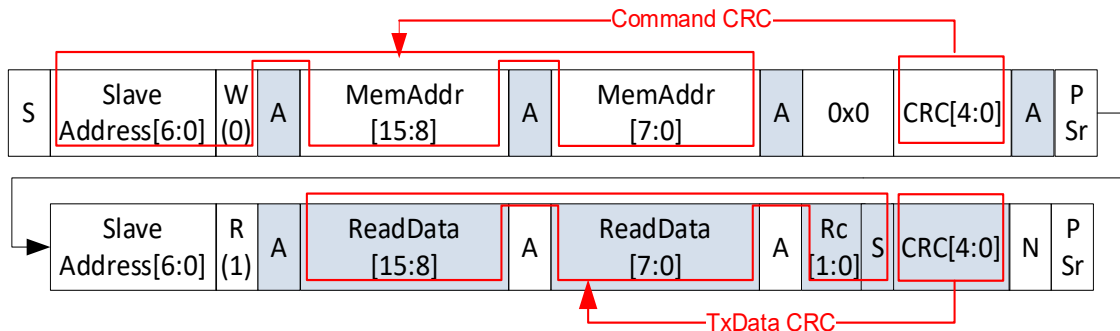 Command CRC
S
Slave
Address[6:0]
W
(0)
A
MemAddr
[15:8]
A
MemAddr
[7:0]
A
0x0
CRC[4:0]
A
P
Sr
Slave
Address[6:0]
R
(1)
A
ReadData
[15:8]
A
ReadData
[7:0]
A
Rc
[1:0]
S
CRC[4:0]
N
P
Sr
TxData CRC